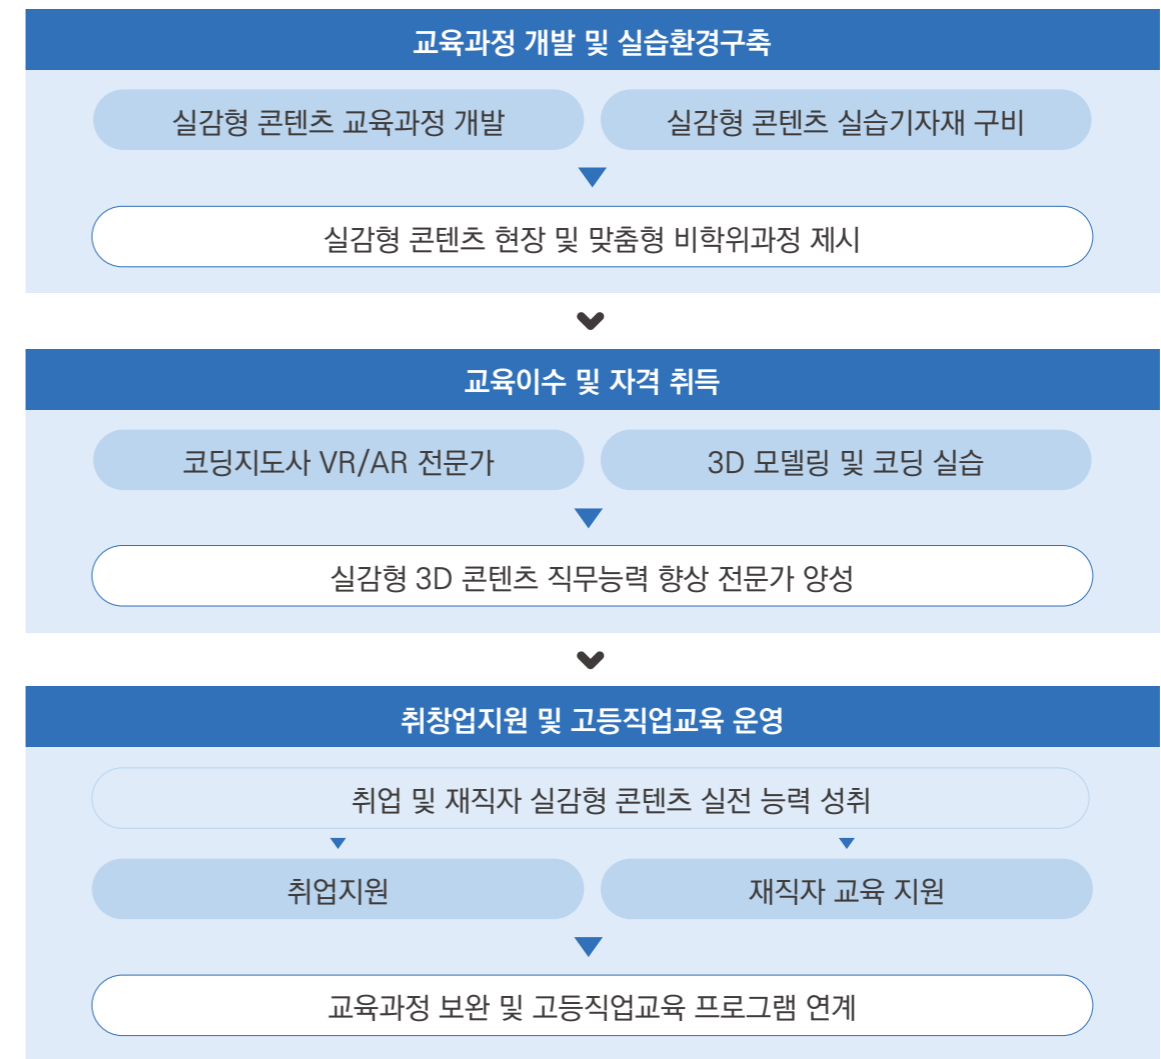 교육과정 개발 및 실습환경구축
실감형 콘텐츠 교육과정 개발
실감형 콘텐츠 실습기자재 구비
실감형 콘텐츠 현장 및 맞춤형 비학위과정 제시
교육이수 및 자격 취득
코딩지도사 VR/AR 전문가
3D 모델링 및 코딩 실습
실감형 3D 콘텐츠 직무능력 향상 전문가 양성
취창업지원 및 고등직업교육 운영
취업 및 재직자 실감형 콘텐츠 실전 능력 성취
취업지원
재직자 교육 지원
교육과정 보완 및 고등직업교육 프로그램 연계